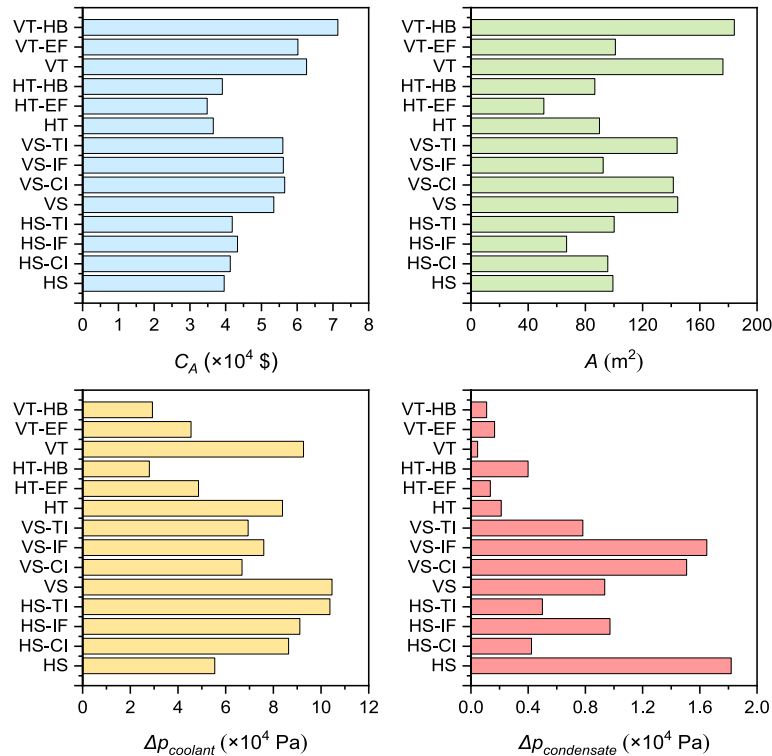 VT-HB
VT-EF
VT
HT-HB
HT-EF
HT
VS-TI
VS-IF
VS-CI
VS
HS-TI
HS-IF
HS-CI
HS
0 1 2 3 4 5 6 7 8
C_A (×10⁴ $)
VT-HB
VT-EF
VT
HT-HB
HT-EF
HT
VS-TI
VS-IF
VS-CI
VS
HS-TI
HS-IF
HS-CI
HS
0 40 80 120 160 200
A (m²)
VT-HB
VT-EF
VT
HT-HB
HT-EF
HT
VS-TI
VS-IF
VS-CI
VS
HS-TI
HS-IF
HS-CI
HS
0 2 4 6 8 10 12
Δp_coolant (×10⁴ Pa)
VT-HB
VT-EF
VT
HT-HB
HT-EF
HT
VS-TI
VS-IF
VS-CI
VS
HS-TI
HS-IF
HS-CI
HS
0.0 0.4 0.8 1.2 1.6 2.0
Δp_condensate (×10⁴ Pa)